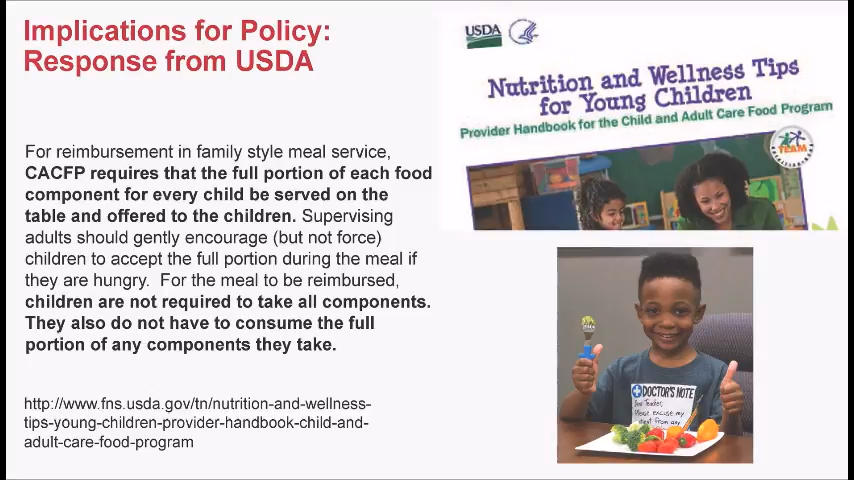 Implications for Policy:
Response from USDA
For reimbursement in family style meal service,
CACFP requires that the full portion of each food
component for every child be served on the
table and offered to the children. Supervising
adults should gently encourage (but not force)
children to accept the full portion during the meal if
they are hungry.  For the meal to be reimbursed,
children are not required to take all components.
They also do not have to consume the full
portion of any components they take.
http://www.fns.usda.gov/tn/nutrition-and-wellness-
tips-young-children-provider-handbook-child-and-
adult-care-food-program
USDA
Nutrition and Wellness Tips
for Young Children
Provider Handbook for the Child and Adult Care Food Program
TEAM
DOCTOR'S NOTE
Teacher,
Please excuse my
from any